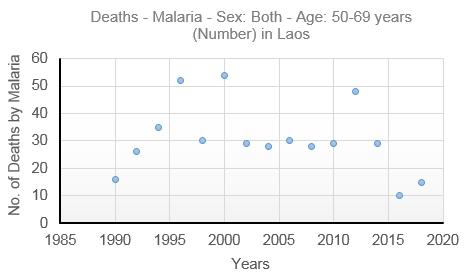 Deaths - Malaria - Sex: Both - Age: 50-69 years
(Number) in Laos
No. of Deaths by Malaria
60
50
40
30
20
10
0
1985 1990 1995 2000 2005 2010 2015 2020
Years